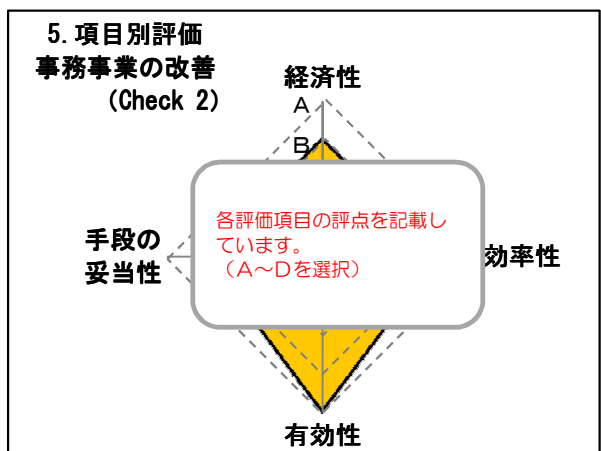 5.項目別評価
事務事業の改善
(Check 2)
経済性
A
B
各評価項目の評点を記載し
ています。
(A～Dを選択)
手段の
妥当性
効率性
有効性